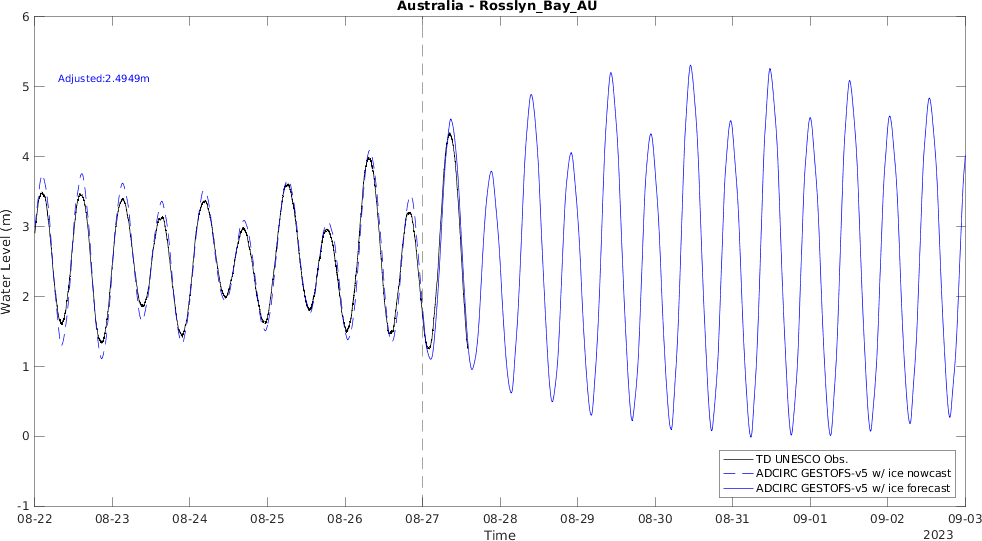 Australia - Rosslyn_Bay_AU
6
5
4
3
2
1
0
-1
Water Level (m)
Adjusted:2.4949m
TD UNESCO Obs.
ADCIRC GESTOFS-v5 w/ ice nowcast
ADCIRC GESTOFS-v5 w/ ice forecast
08-22 08-23 08-24 08-25 08-26 08-27 08-28 08-29 08-30 08-31 09-01 09-02 09-03
Time
2023